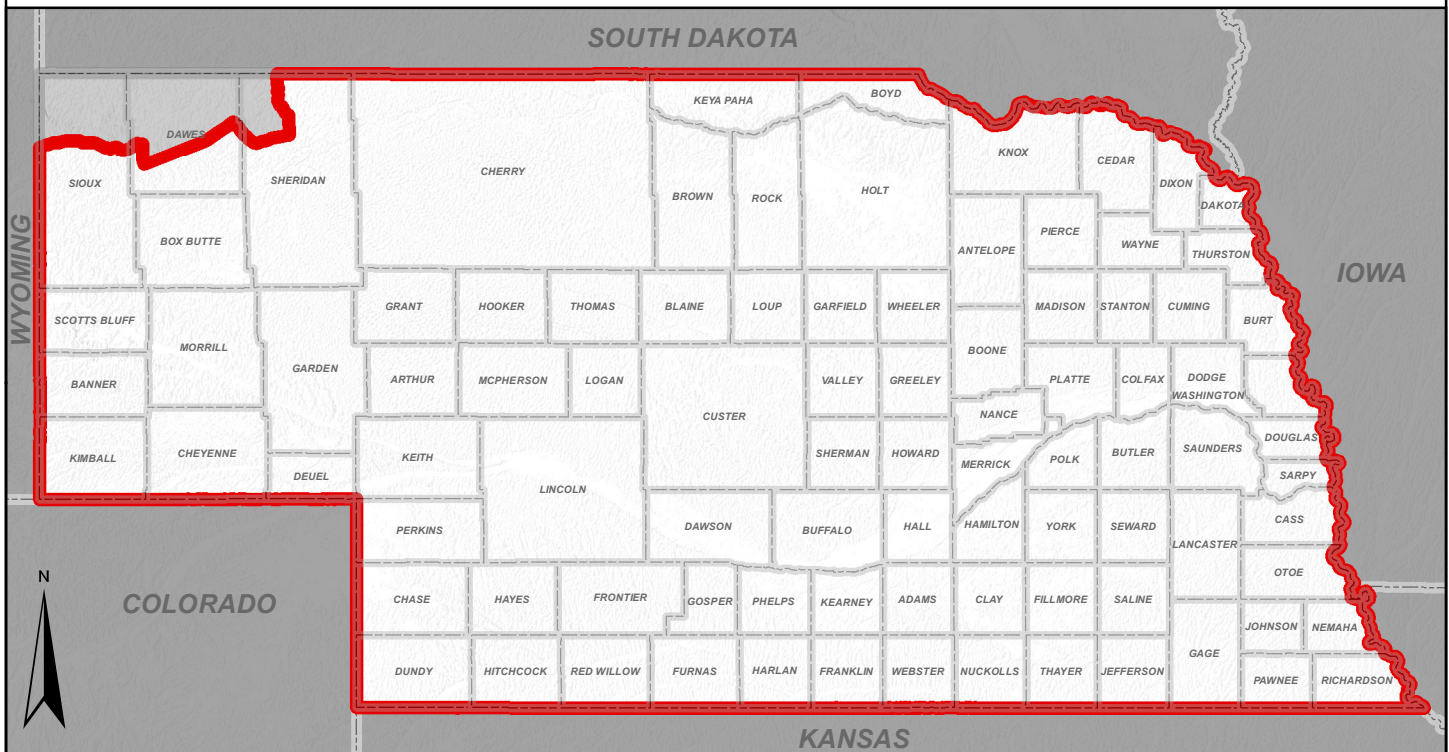 SOUTH DAKOTA
KEYA PAHA
BOYD
DAWES
KNOX
CEDAR
SIOUX
SHERIDAN
CHERRY
BROWN
ROCK
HOLT
DIXON
DAKOTA
BOX BUTTE
ANTELOPE
PIERCE
WAYNE
THURSTON
WYOMING
IOWA
SCOTTS BLUFF
MORRILL
GRANT
HOOKER
THOMAS
BLAINE
LOUP
GARFIELD
WHEELER
MADISON
STANTON
CUMING
BURT
BANNER
GARDEN
ARTHUR
MCPHERSON
LOGAN
CUSTER
VALLEY
GREELEY
BOONE
PLATTE
COLFAX
DODGE
WASHINGTON
NANCE
KIMBALL
CHEYENNE
DEUEL
KEITH
LINCOLN
SHERMAN
HOWARD
MERRICK
POLK
BUTLER
SAUNDERS
DOUGLAS
SARPY
PERKINS
DAWSON
BUFFALO
HALL
HAMILTON
YORK
SEWARD
LANCASTER
CASS
OTOE
N
COLORADO
CHASE
HAYES
FRONTIER
GOSPER
PHELPS
KEARNEY
ADAMS
CLAY
FILLMORE
SALINE
JOHNSON
NEMAHA
DUNDY
HITCHCOCK
RED WILLOW
FURNAS
HARLAN
FRANKLIN
WEBSTER
NUCKOLLS
THAYER
JEFFERSON
GAGE
PAWNEE
RICHARDSON
KANSAS